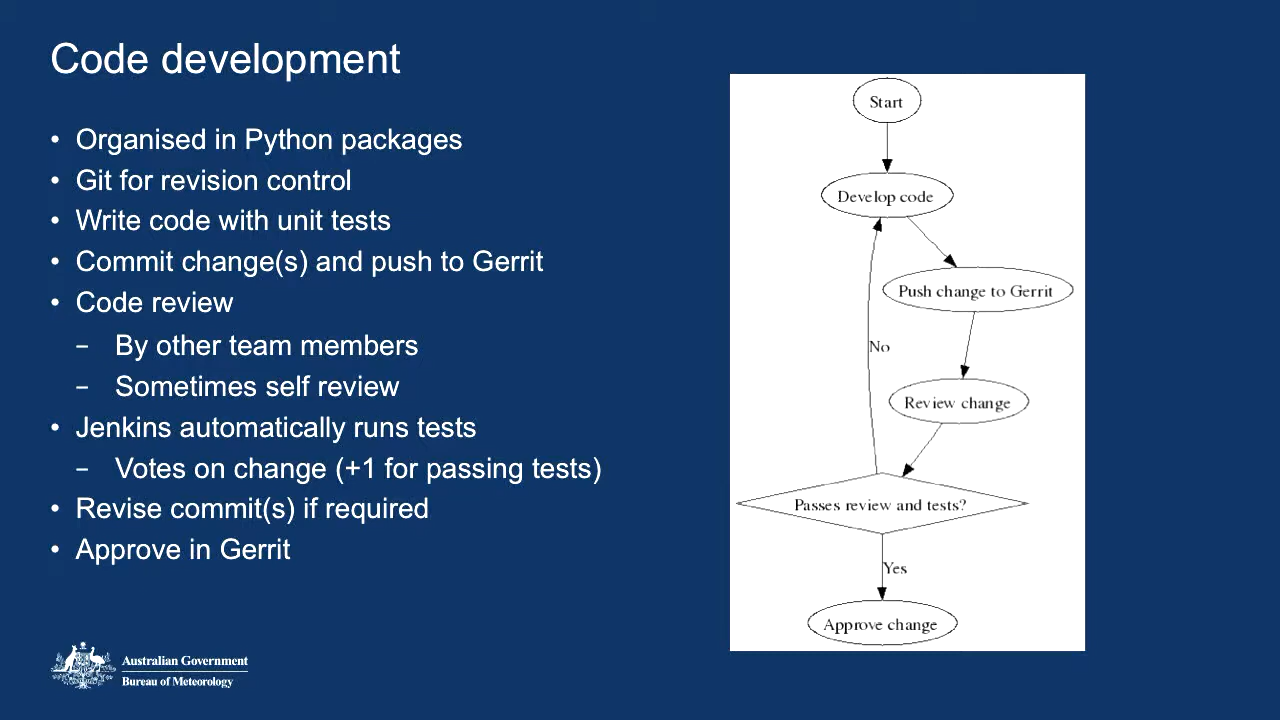 Code development
• Organised in Python packages
• Git for revision control
• Write code with unit tests
• Commit change(s) and push to Gerrit
• Code review
– By other team members
– Sometimes self review
• Jenkins automatically runs tests
– Votes on change (+1 for passing tests)
• Revise commit(s) if required
• Approve in Gerrit
Start
Develop code
Push change to Gerrit
No
Review change
Passes review and tests?
Yes
Approve change
Australian Government
Bureau of Meteorology